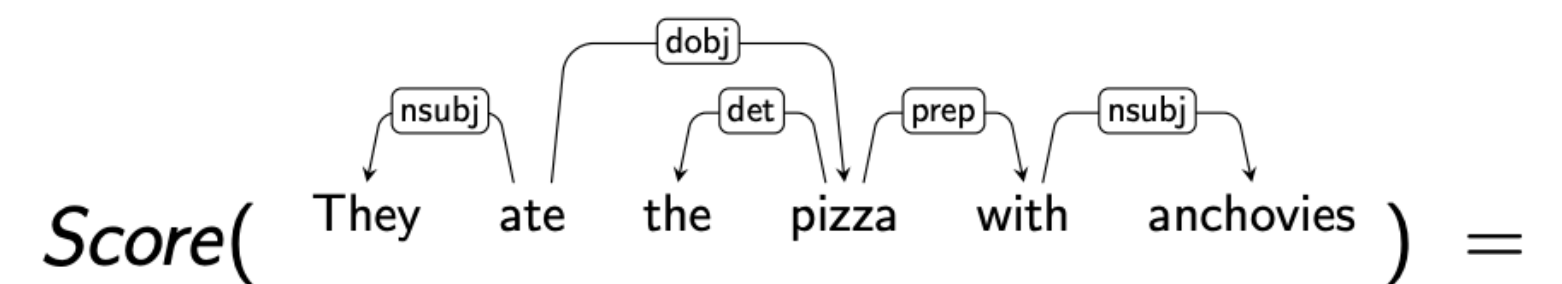 dobj
nsubj det prep nsubj
Score( They ate the pizza with anchovies ) =